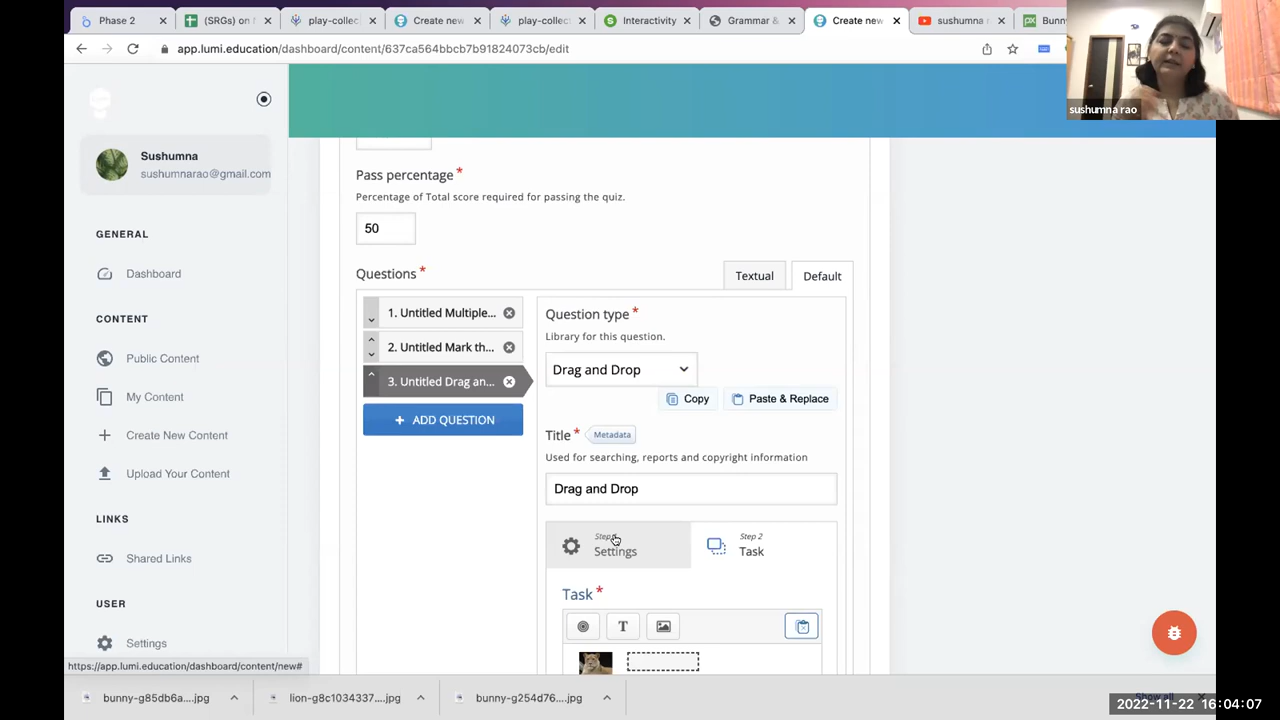 Phase 2
(SRGs) on
play-collec
Create new
play-collec
Interactivity
Grammar &
Create new
sushumna
Bunn
app.lumi.education/dashboard/content/637ca564bbcb7b91824073cb/edit
sushumna rao
Sushumna
sushumnarao@gmail.com
GENERAL
Dashboard
CONTENT
Public Content
My Content
Create New Content
Upload Your Content
LINKS
Shared Links
USER
Settings
https://app.lumi.education/dashboard/content/new#
Pass percentage *
Percentage of Total score required for passing the quiz.
50
Questions *
Textual
Default
1. Untitled Multiple...
2. Untitled Mark th...
3. Untitled Drag an...
+ ADD QUESTION
Question type *
Library for this question.
Drag and Drop
Copy
Paste & Replace
Title * Metadata
Used for searching, reports and copyright information
Drag and Drop
Step
Settings
Step 2
Task
Task *
T
bunny-g85db6a....jpg
lion-g8c1034337....jpg
bunny-g254d76....jpg
Show all
2022-11-22 16:04:07